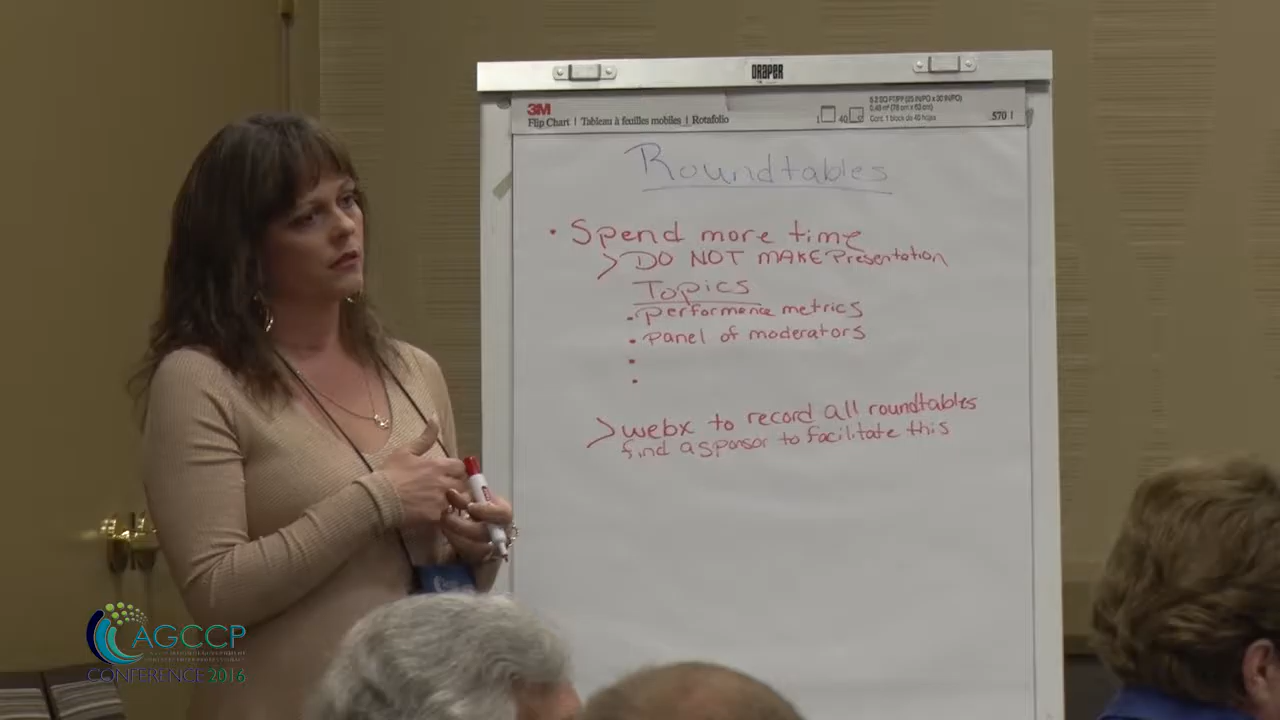 DRAPER
3M
Flip Chart | Tableau à feuilles mobiles | Rotafolio
40
570
Roundtables
• Spend more time
> DO NOT MAKE Presentation
Topics
• performance metrics
• panel of moderators
•
•
> webx to record all roundtables
find a sponsor to facilitate this
AGCCP
CONFERENCE 2016